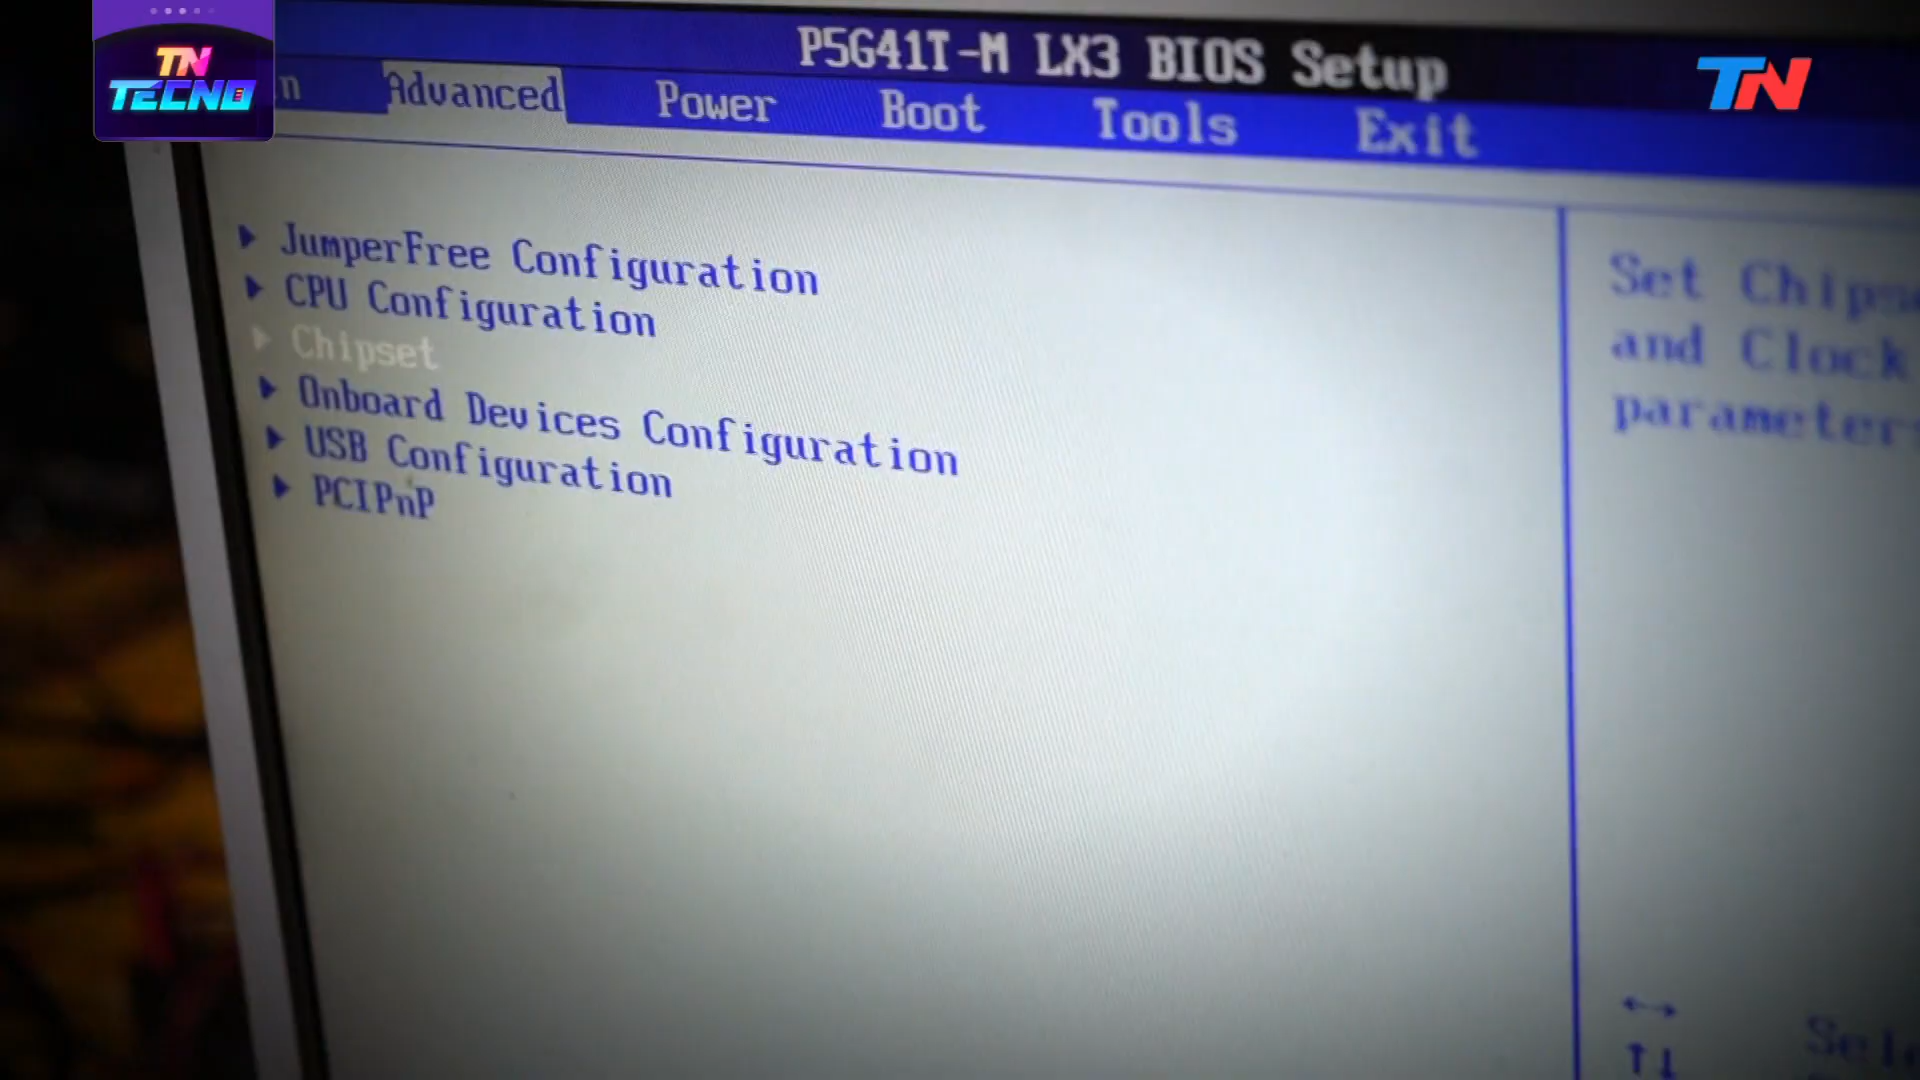 TN
TECNO
TN
P5G41T-M LX3 BIOS Setup
Advanced Power Boot Tools Exit
JumperFree Configuration
CPU Configuration
Chipset
Onboard Devices Configuration
USB Configuration
PCIPnP
Set
and Clock